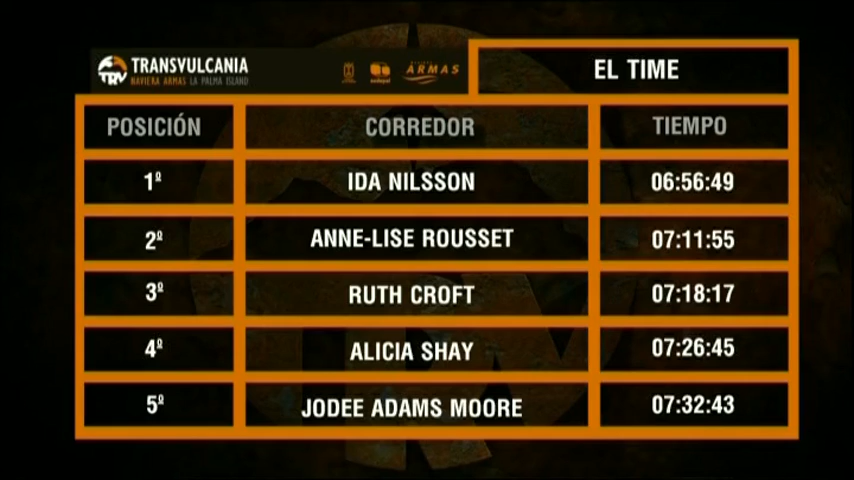 TRANSVULCANIA
NAVIERA ARMAS LA PALMA ISLAND
ARMAS
EL TIME
POSICIÓN CORREDOR TIEMPO
1º IDA NILSSON 06:56:49
2º ANNE-LISE ROUSSET 07:11:55
3º RUTH CROFT 07:18:17
4º ALICIA SHAY 07:26:45
5º JODEE ADAMS MOORE 07:32:43